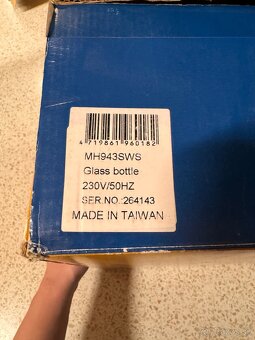 4 719861 960182
MH943SWS
Glass bottle
230V/50HZ
SER.NO.:264143
MADE IN TAIWAN